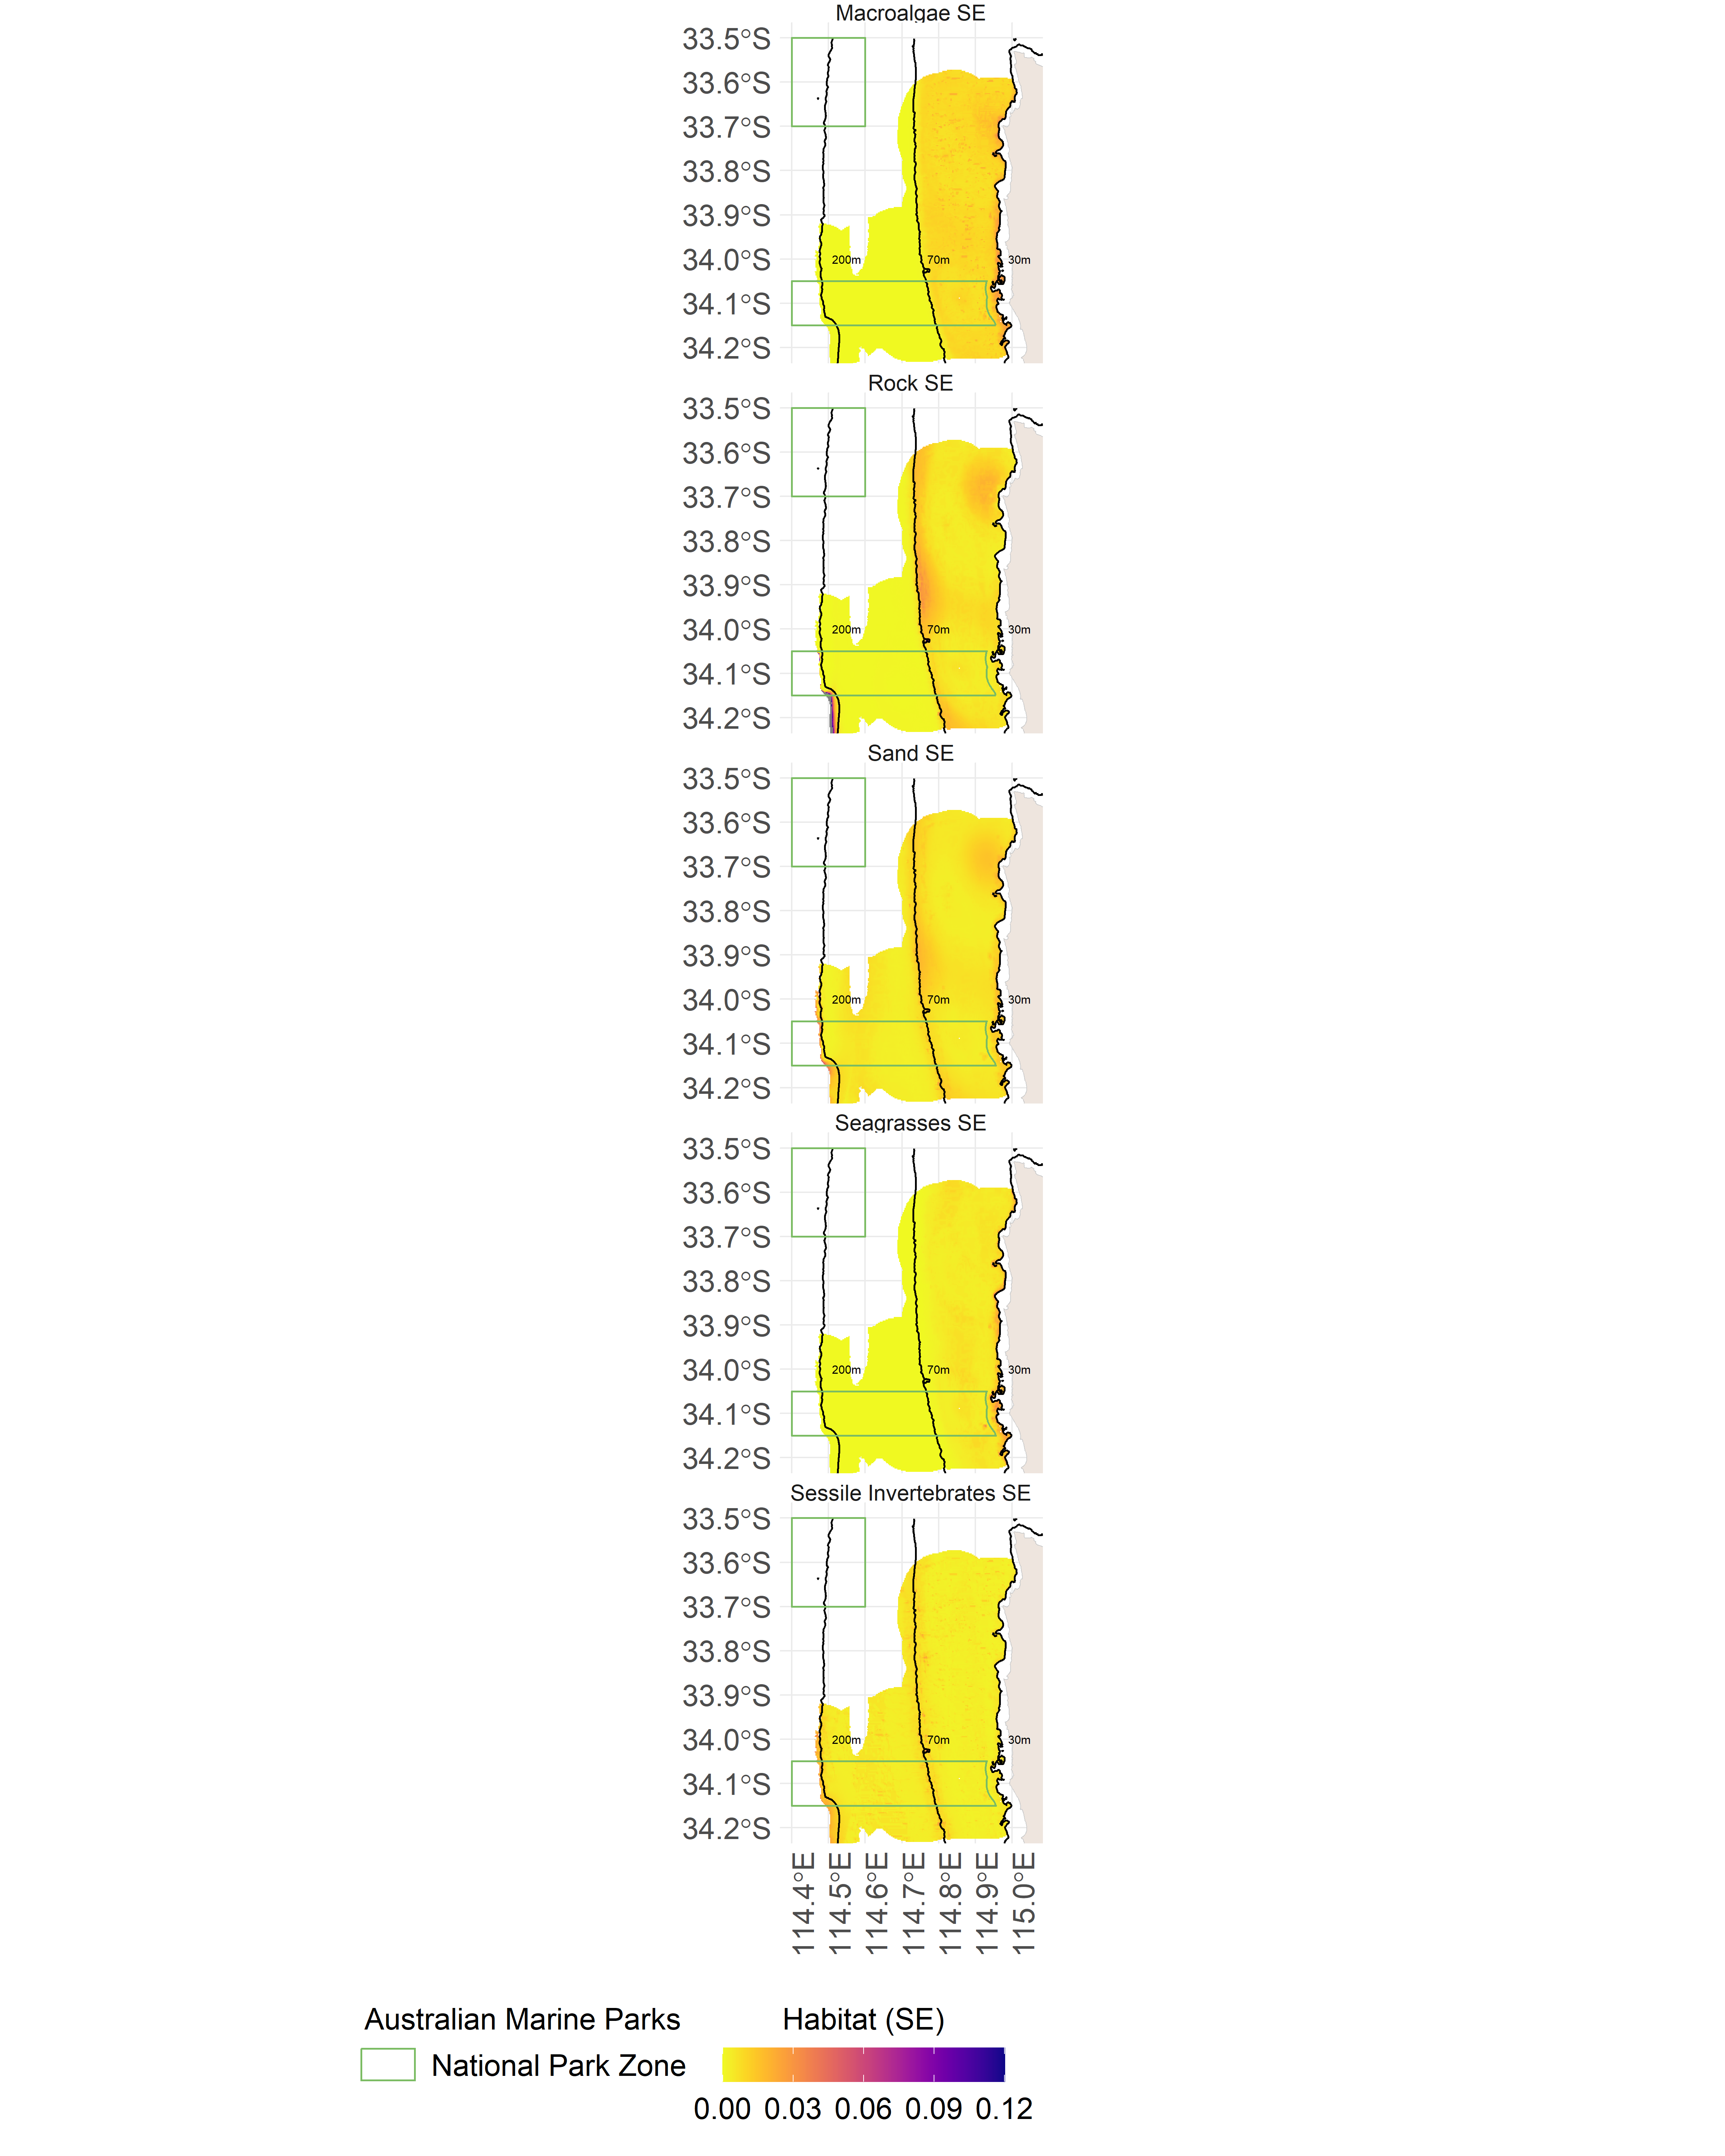 Macroalgae SE
33.5°S
33.6°S
33.7°S
33.8°S
33.9°S
34.0°S
200m 70m 30m
34.1°S
34.2°S
Rock SE
33.5°S
33.6°S
33.7°S
33.8°S
33.9°S
34.0°S
200m 70m 30m
34.1°S
34.2°S
Sand SE
33.5°S
33.6°S
33.7°S
33.8°S
33.9°S
34.0°S
200m 70m 30m
34.1°S
34.2°S
Seagrasses SE
33.5°S
33.6°S
33.7°S
33.8°S
33.9°S
34.0°S
200m 70m 30m
34.1°S
34.2°S
Sessile Invertebrates SE
33.5°S
33.6°S
33.7°S
33.8°S
33.9°S
34.0°S
200m 70m 30m
34.1°S
34.2°S
114.4°E
114.5°E
114.6°E
114.7°E
114.8°E
114.9°E
115.0°E
Australian Marine Parks
National Park Zone
Habitat (SE)
0.00 0.03 0.06 0.09 0.12